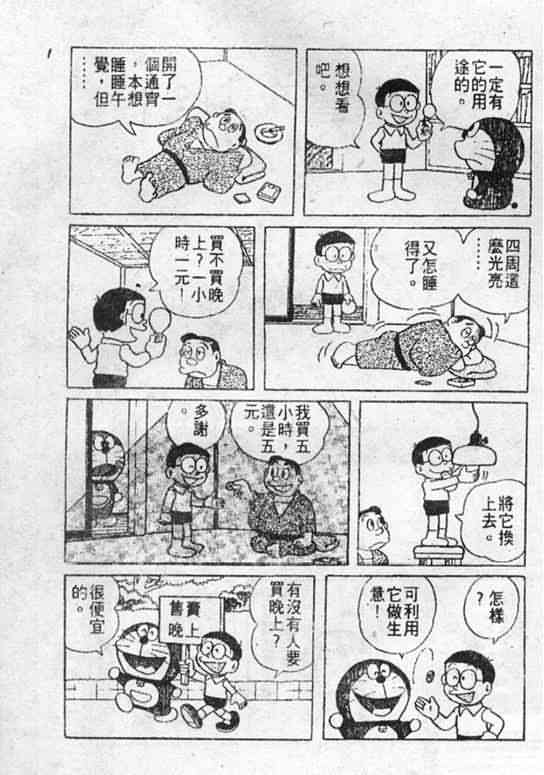 1
一定有
它的用
途的。
想想看
吧。
開了一
個通宵
，本想
睡睡午
覺，但
……
四周這
麼光亮
……
又怎睡
得了。
買不買晚
上？一小
時一元！
將它換
上去。
我買五
小時，
還是五
元。
多謝
。
怎樣
？
可利用
它做生
意！
有沒有人要
買晚上？
賣上
舊晚
很便宜
的。